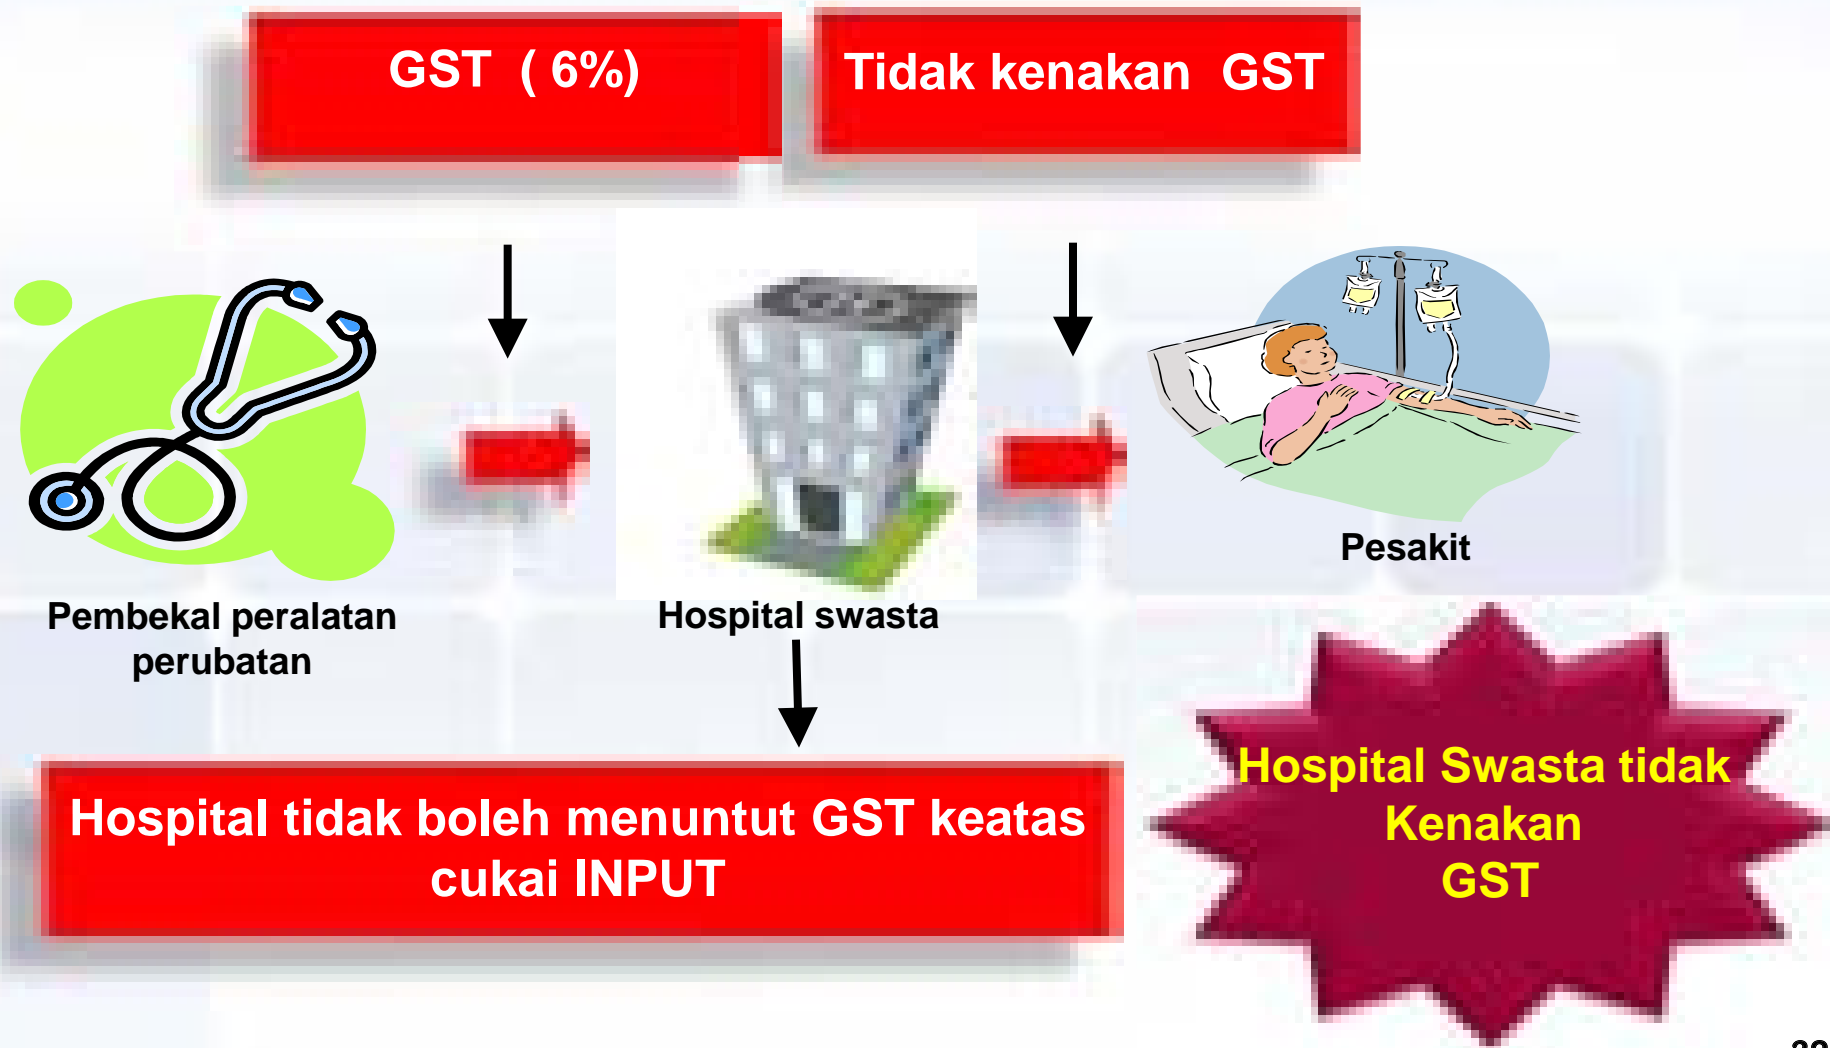 GST ( 6%)
Tidak kenakan GST
Pesakit
Pembekal peralatan
perubatan
Hospital swasta
Hospital tidak boleh menuntut GST keatas
cukai INPUT
Hospital Swasta tidak
Kenakan
GST